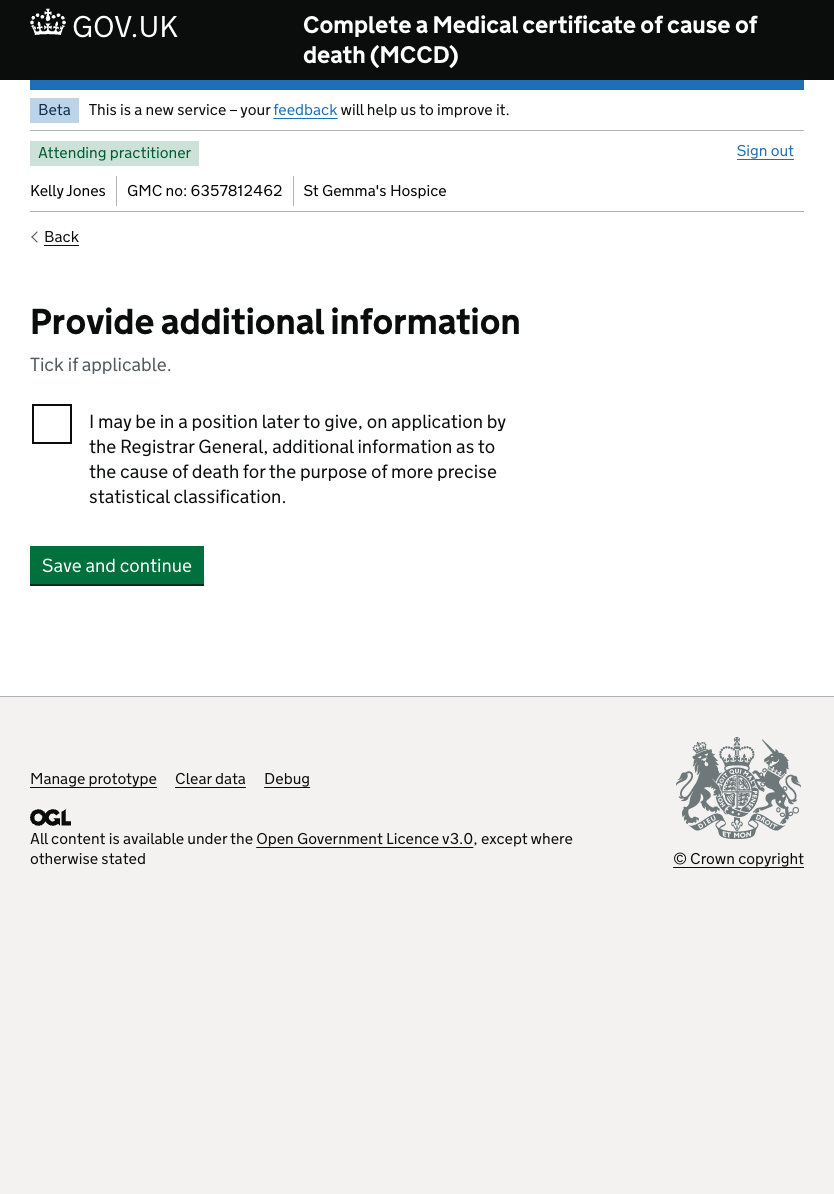 GOV.UK
Complete a Medical certificate of cause of
death (MCCD)
Beta This is a new service – your feedback will help us to improve it.
Attending practitioner
Sign out
Kelly Jones GMC no: 6357812462 St Gemma's Hospice
Back
Provide additional information
Tick if applicable.
I may be in a position later to give, on application by
the Registrar General, additional information as to
the cause of death for the purpose of more precise
statistical classification.
Save and continue
Manage prototype Clear data Debug
OGL
All content is available under the Open Government Licence v3.0, except where
otherwise stated
DIEU ET MON DROIT
© Crown copyright